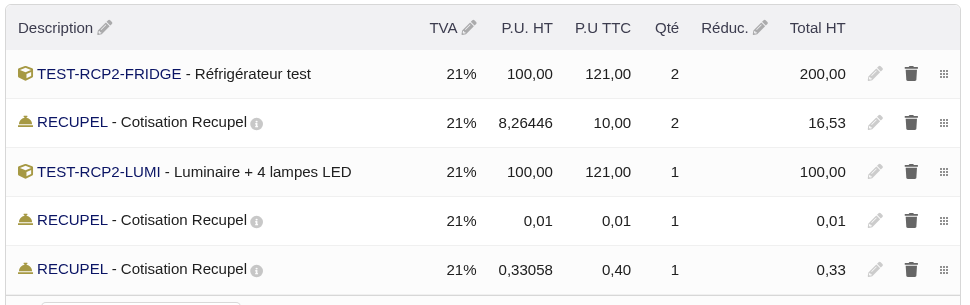 Description TVA P.U. HT P.U TTC Qté Réduc. Total HT
TEST-RCP2-FRIDGE - Réfrigérateur test 21% 100,00 121,00 2 200,00
RECUPEL - Cotisation Recupel 21% 8,26446 10,00 2 16,53
TEST-RCP2-LUMI - Luminaire + 4 lampes LED 21% 100,00 121,00 1 100,00
RECUPEL - Cotisation Recupel 21% 0,01 0,01 1 0,01
RECUPEL - Cotisation Recupel 21% 0,33058 0,40 1 0,33